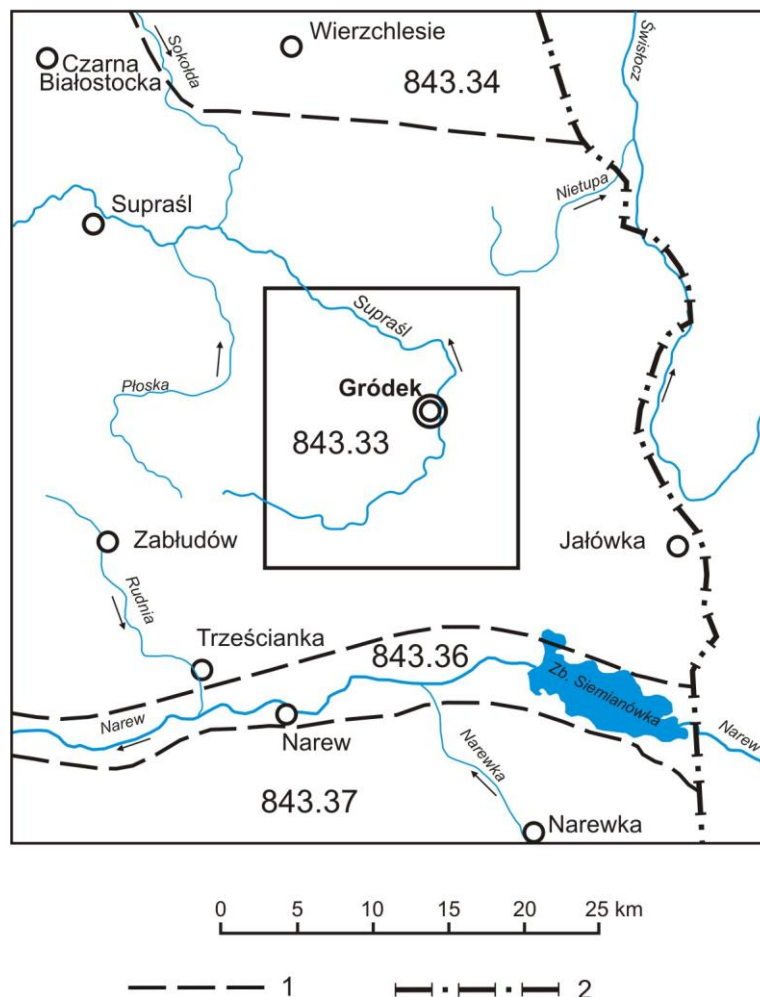 Wierzchlesie
Czarna
Białostocka
Sokołda
843.34
Świsłocz
Nietupa
Supraśl
Supraśl
Płoska
Gródek
843.33
Zabłudów
Jałówka
Rudnia
Trześcianka
843.36
Zb. Siemianówka
Narew
Narew
Narew
Narewka
843.37
Narewka
0 5 10 15 20 25 km
1 2